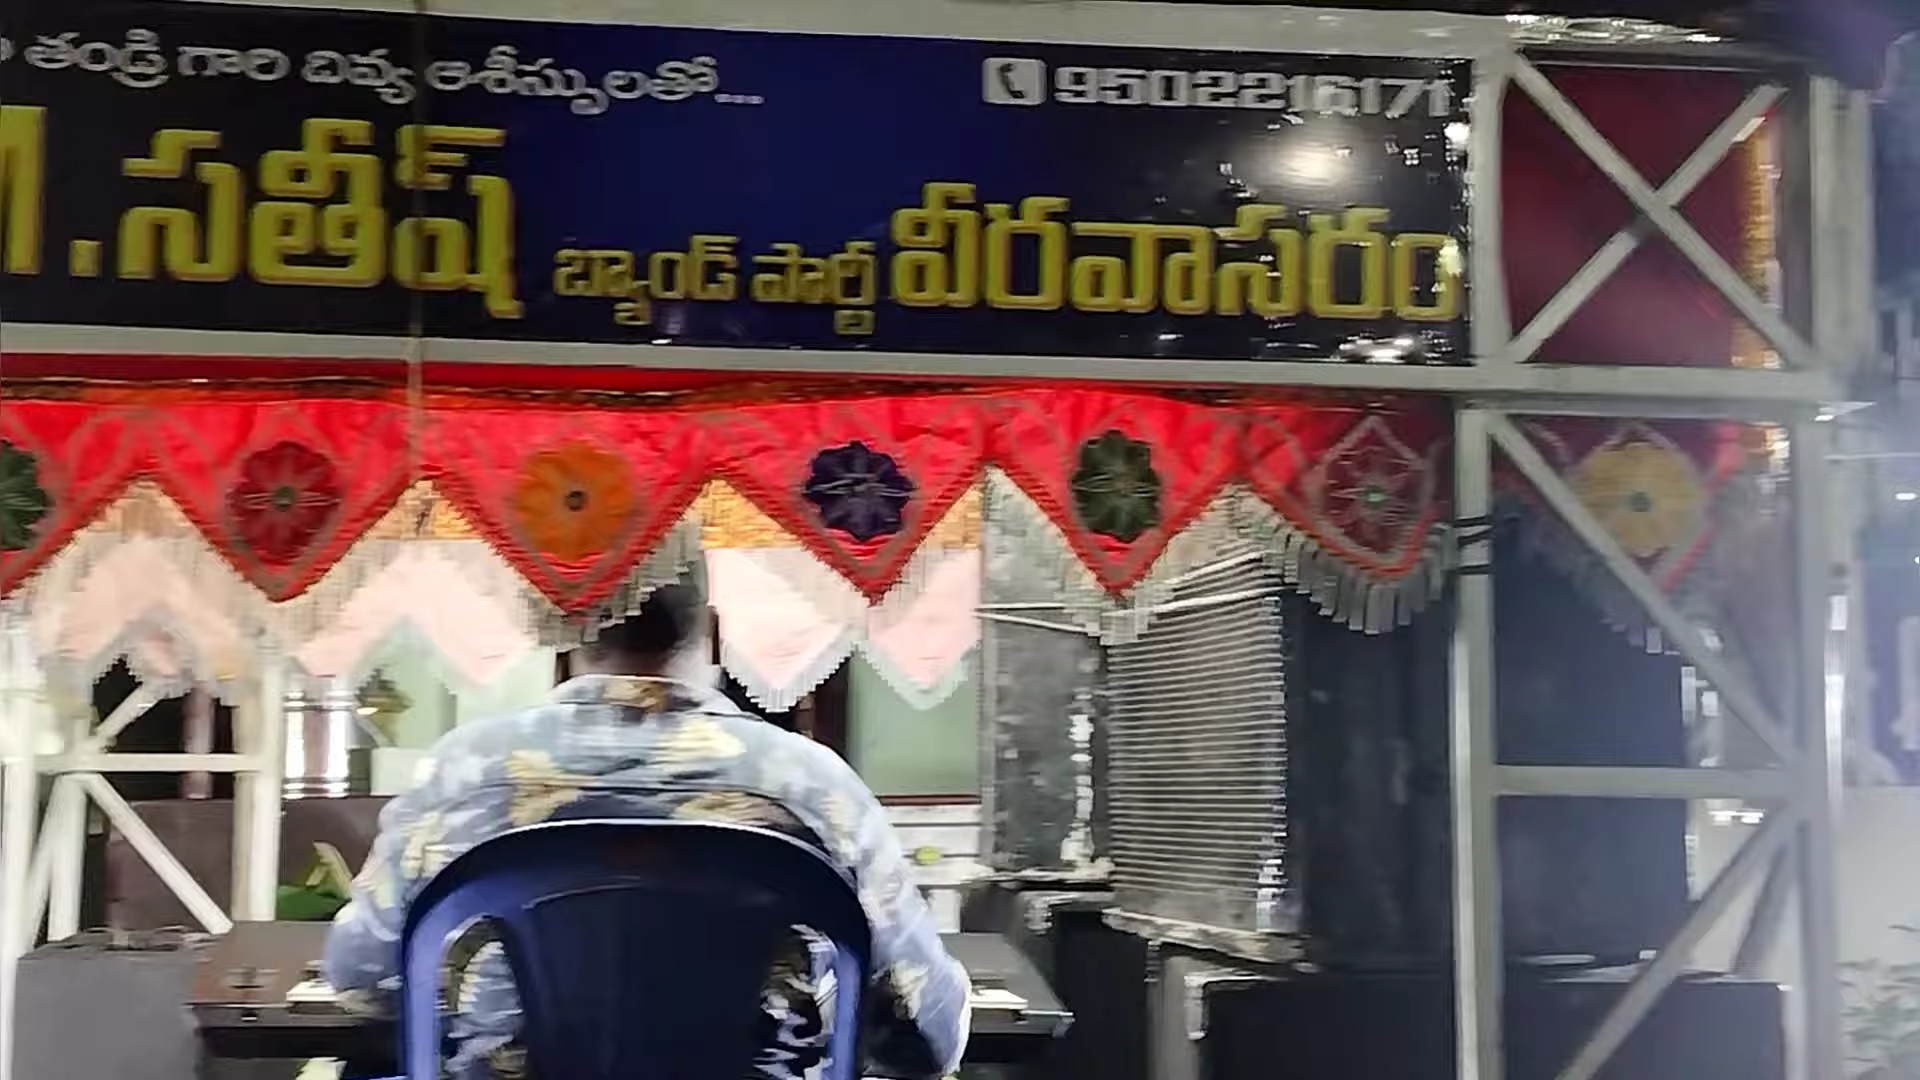 తండ్రి గారి దివ్య ఆశీస్సులతో...
9502216171
M. సతీష్ బ్యాండ్ పార్టీ వీరవాసరం